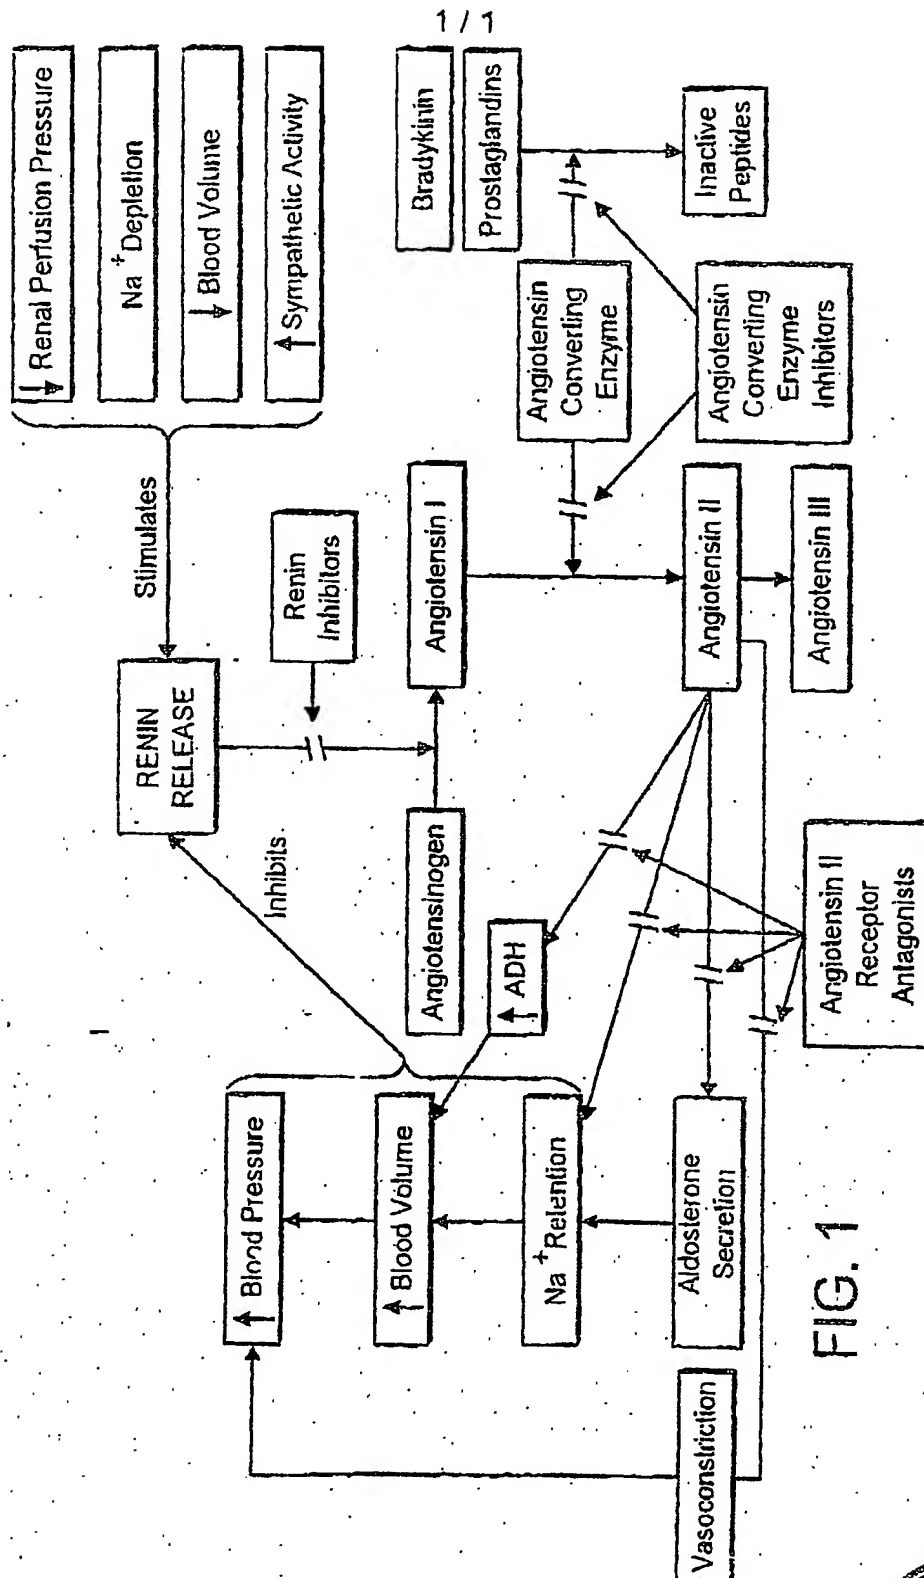 1 / 1
↓ Renal Perfusion Pressure
Na + Depletion
↓ Blood Volume
↑ Sympathetic Activity
Stimulates
RENIN
RELEASE
Inhibits
Renin
Inhibitors
Angiotensinogen
Angiotensin I
Bradykinin
Prostaglandins
Angiotensin
Converting
Enzyme
Inactive
Peptides
Angiotensin
Converting
Enzyme
Inhibitors
Angiotensin II
Angiotensin III
↑ ADH
↑ Blood Pressure
↑ Blood Volume
Na + Retention
Aldosterone
Secretion
Vasoconstriction
Angiotensin II
Receptor
Antagonists
FIG. 1